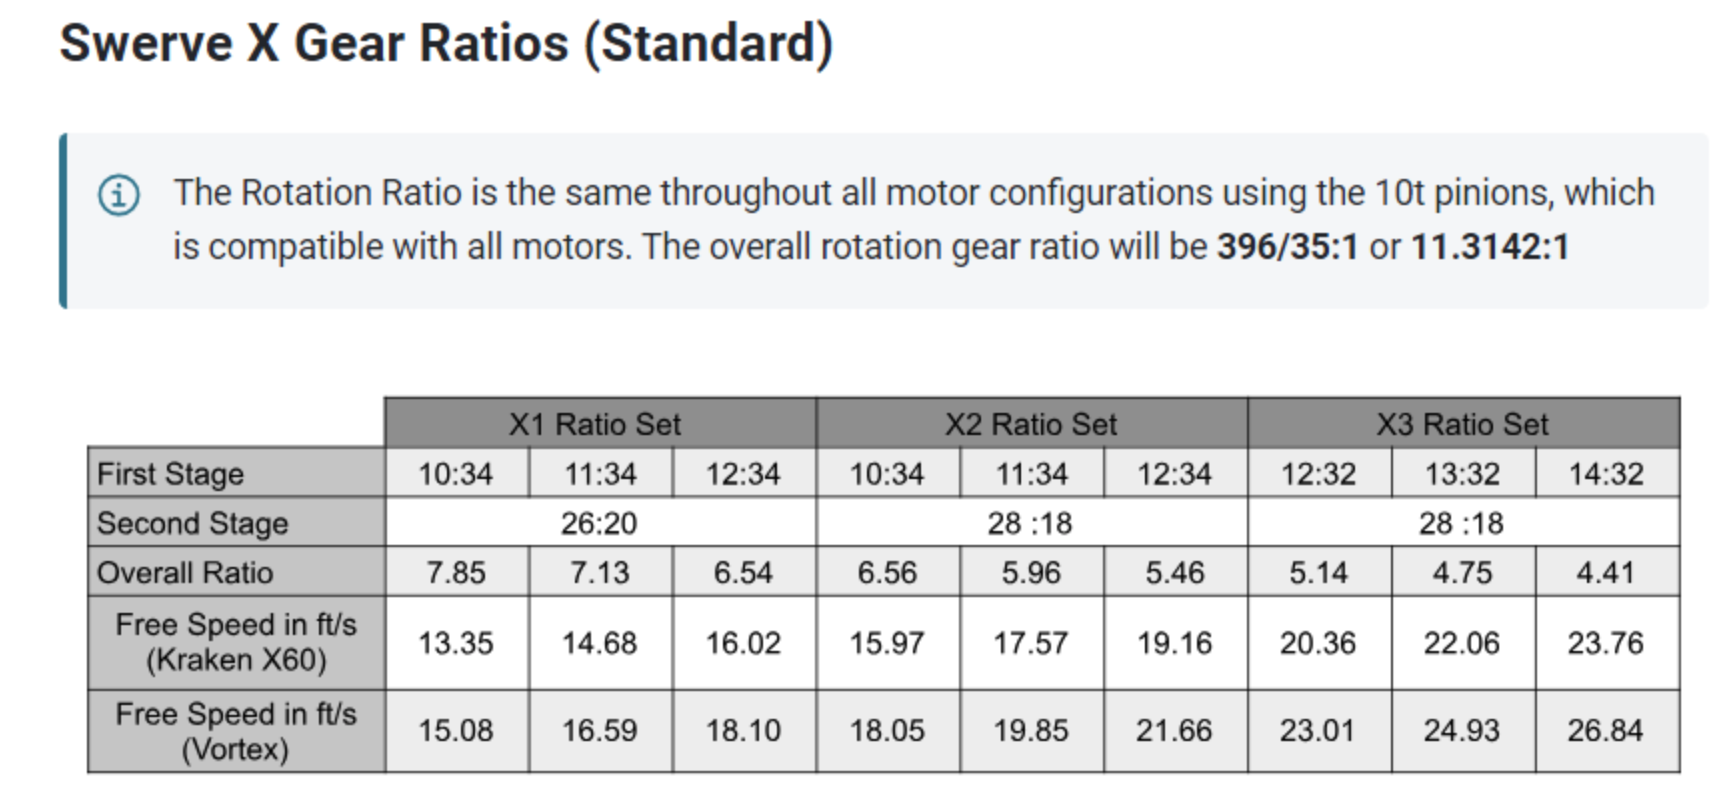 Swerve X Gear Ratios (Standard)
The Rotation Ratio is the same throughout all motor configurations using the 10t pinions, which
is compatible with all motors. The overall rotation gear ratio will be 396/35:1 or 11.3142:1
X1 Ratio Set X2 Ratio Set X3 Ratio Set
First Stage 10:34 11:34 12:34 10:34 11:34 12:34 12:32 13:32 14:32
Second Stage 26:20 28 :18 28 :18
Overall Ratio 7.85 7.13 6.54 6.56 5.96 5.46 5.14 4.75 4.41
Free Speed in ft/s
(Kraken X60) 13.35 14.68 16.02 15.97 17.57 19.16 20.36 22.06 23.76
Free Speed in ft/s
(Vortex) 15.08 16.59 18.10 18.05 19.85 21.66 23.01 24.93 26.84